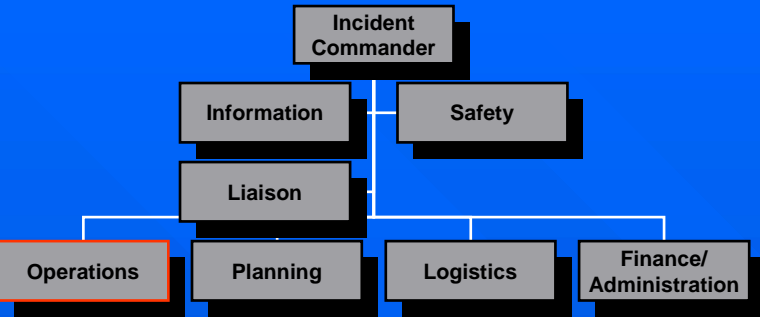 Incident
Commander
Information
Safety
Liaison
Operations
Planning
Logistics
Finance/
Administration